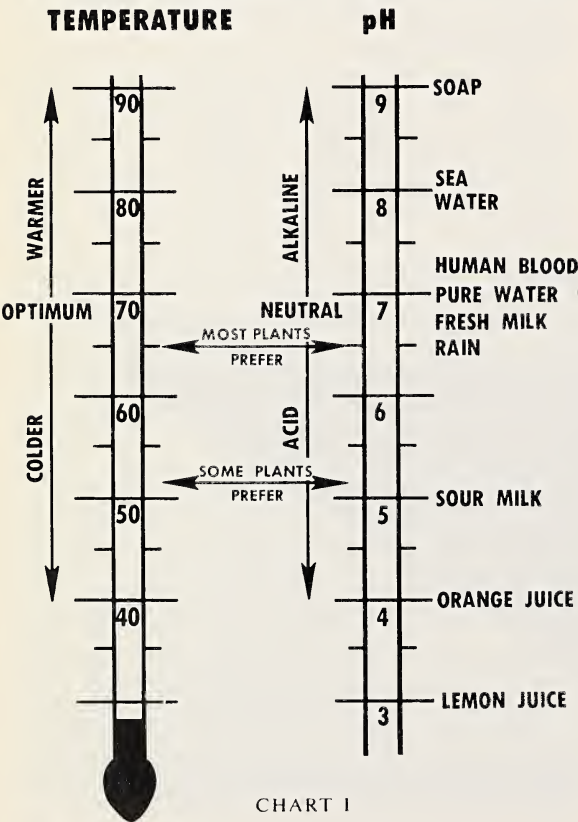 TEMPERATURE
pH
90
80
70
60
50
40
WARMER
OPTIMUM
COLDER
MOST PLANTS
PREFER
SOME PLANTS
PREFER
ALKALINE
NEUTRAL
ACID
9
8
7
6
5
4
3
SOAP
SEA
WATER
HUMAN BLOOD
PURE WATER
FRESH MILK
RAIN
SOUR MILK
ORANGE JUICE
LEMON JUICE
CHART I